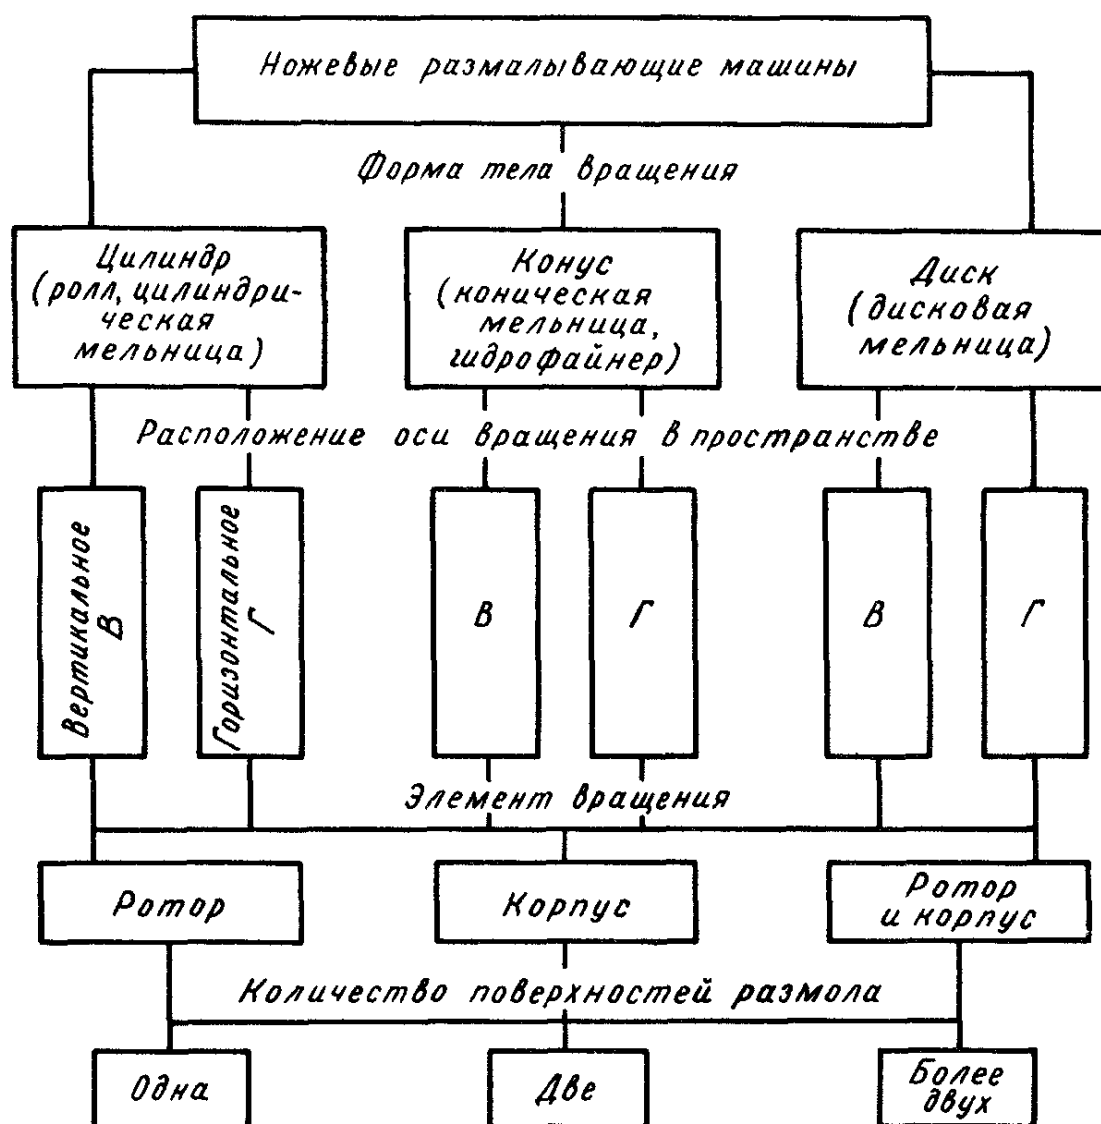 Ножевые размалывающие машины
Форма тела вращения
Цилиндр
(ролл, цилиндри-
ческая
мельница)
Конус
(коническая
мельница,
гидрофайнер)
Диск
(дисковая
мельница)
Расположение оси вращения в пространстве
Вертикальное
В
Горизонтальное
Г
В
Г
В
Г
Элемент вращения
Ротор
Корпус
Ротор
и корпус
Количество поверхностей размола
Одна
Две
Более
двух